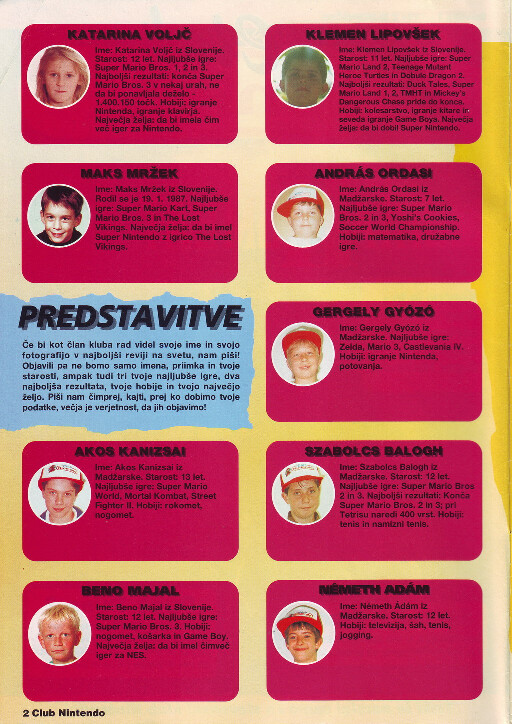 KATARINA VOLJČ
Ime: Katarina Voljč iz Slovenije.
Starost: 12 let. Najljubše igre:
Super Mario Bros. 1, 2 in 3.
Najboljši rezultati: konča Super
Mario Bros. 3 v nekaj urah, ne
da bi ponavljala deželo -
1.400.150 točk. Hobiji: igranje
Nintenda, igranje klavirja.
Največja želja: da bi imela čim
več iger za Nintendo.
KLEMEN LIPOVŠEK
Ime: Klemen Lipovšek iz Slovenije.
Starost: 11 let. Najljubše igre: Super
Mario Land 2, Teenage Mutant
Heroe Turtles in Dobule Dragon 2.
Najboljši rezultati: Duck Tales, Super
Mario Land 1, 2, TMHT in Mickey's
Dangerous Chase pride do konca.
Hobiji: kolesarstvo, igranje kitare in
seveda igranje Game Boya. Največja
želja: da bi dobil Super Nintendo.
MAKS MRŽEK
Ime: Maks Mržek iz Slovenije.
Rodil se je 19. 1. 1987. Najljubše
igre: Super Mario Kart, Super
Mario Bros. 3 in The Lost
Vikings. Največja želja: da bi imel
Super Nintendo z igrico The Lost
Vikings.
ANDRÁS ORDASI
Ime: András Ordasi iz
Madžarske. Starost: 7 let.
Najljubše igre: Super Mario
Bros. 2 in 3, Yoshi's Cookies,
Soccer World Championship.
Hobiji: matematika, družabne
igre.
PREDSTAVITVE
Če bi kot član kluba rad videl svoje ime in svojo
fotografijo v najboljši reviji na svetu, nam piši!
Objavili pa ne bomo samo imena, priimka in tvoje
starosti, ampak tudi tri tvoje najljubše igre, dva
najboljša rezultata, tvoje hobije in tvojo največjo
željo. Piši nam čimprej, kajti, prej ko dobimo tvoje
podatke, večja je verjetnost, da jih objavimo!
GERGELY GYÖZÖ
Ime: Gergely Gyözö iz
Madžarske. Najljubše igre:
Zelda, Mario 3, Castlevania IV.
Hobiji: igranje Nintenda,
potovanja.
AKOS KANIZSAI
Ime: Akos Kanizsai iz
Madžarske. Starost: 13 let.
Najljubše igre: Super Mario
World, Mortal Kombat, Street
Fighter II. Hobiji: rokomet,
nogomet.
SZABOLCS BALOGH
Ime: Szabolcs Balogh iz
Madžarske. Starost: 12 let.
Najljubše igre: Super Mario Bros
2 in 3. Najboljši rezultati: Konča
Super Mario Bros. 2 in 3; pri
Tetrisu naredi 400 vrst. Hobiji:
tenis in namizni tenis.
BENO MAJAL
Ime: Beno Majal iz Slovenije.
Starost: 12 let. Najljubše igre:
Super Mario Bros. 3. Hobiji:
nogomet, košarka in Game Boy.
Največja želja: da bi imel čimveč
iger za NES.
NÉMETH ADÁM
Ime: Németh Adám iz
Madžarske. Starost: 12 let.
Hobiji: televizija, šah, tenis,
jogging.
2 Club Nintendo